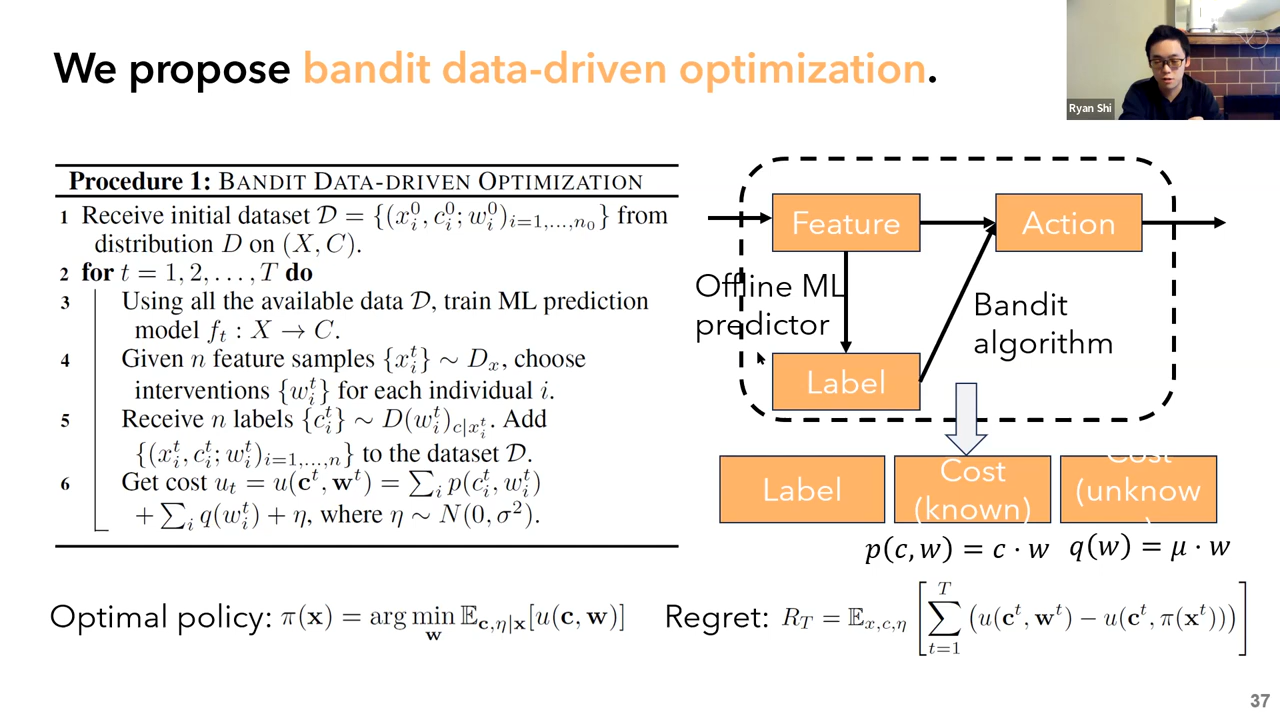 We propose bandit data-driven optimization.
Ryan Shi
Procedure 1: BANDIT DATA-DRIVEN OPTIMIZATION
1 Receive initial dataset 𝒟 = {(x_i^0, c_i^0; w_i^0)_{i=1,...,n_0}} from
distribution D on (X, C).
2 for t = 1, 2, . . . , T do
3 Using all the available data 𝒟, train ML prediction
model f_t : X → C.
4 Given n feature samples {x_i^t} ∼ D_x, choose
interventions {w_i^t} for each individual i.
5 Receive n labels {c_i^t} ∼ D(w_i^t)_{c|x_i^t}. Add
{(x_i^t, c_i^t; w_i^t)_{i=1,...,n}} to the dataset 𝒟.
6 Get cost u_t = u(𝐜^t, 𝐰^t) = ∑_i p(c_i^t, w_i^t)
+ ∑_i q(w_i^t) + η, where η ∼ N(0, σ²).
Feature
Action
Offline ML
predictor
Bandit
algorithm
Label
Label
Cost
(known)
Cost
(unknow
)
p(c, w) = c · w
q(w) = μ · w
Optimal policy: π(𝐱) = arg min_𝐰 𝔼_{𝐜,η|𝐱}[u(𝐜, 𝐰)]
Regret: R_T = 𝔼_{x,c,η} [∑_{t=1}^T (u(𝐜^t, 𝐰^t) − u(𝐜^t, π(𝐱^t)))]
37